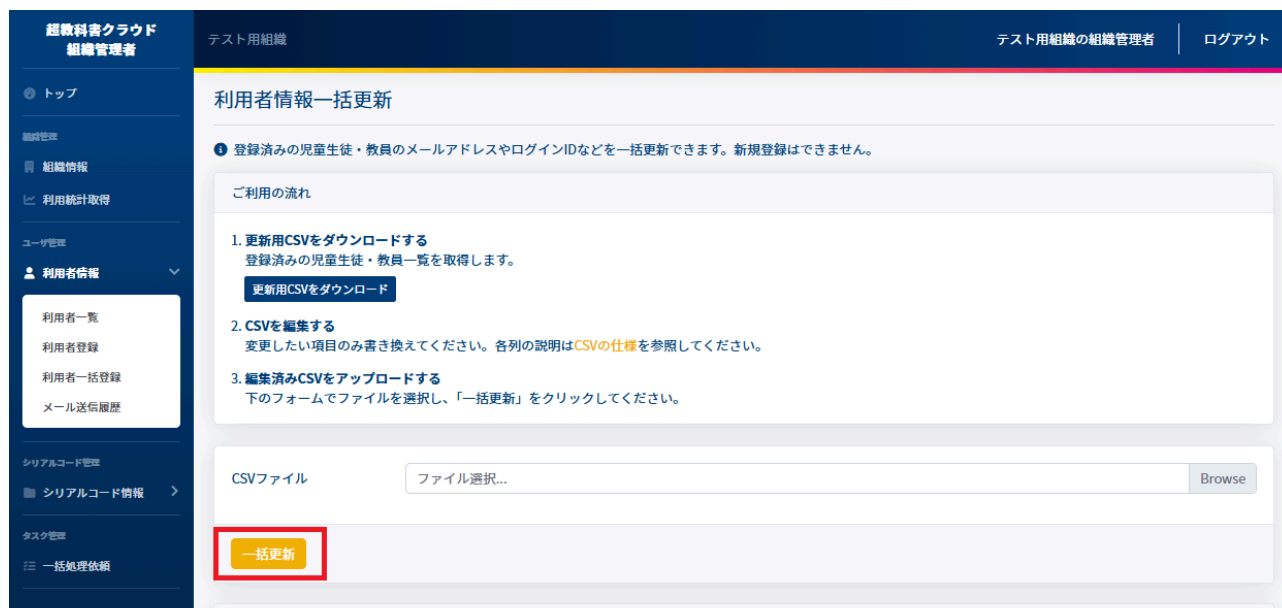 超教科書クラウド
組織管理者
テスト用組織
テスト用組織の組織管理者
ログアウト
トップ
組織管理
組織情報
利用統計取得
ユーザ管理
利用者情報
利用者一覧
利用者登録
利用者一括登録
メール送信履歴
シリアルコード管理
シリアルコード情報
タスク管理
一括処理依頼
利用者情報一括更新
登録済みの児童生徒・教員のメールアドレスやログインIDなどを一括更新できます。新規登録はできません。
ご利用の流れ
1. 更新用CSVをダウンロードする
登録済みの児童生徒・教員一覧を取得します。
更新用CSVをダウンロード
2. CSVを編集する
変更したい項目のみ書き換えてください。各列の説明はCSVの仕様を参照してください。
3. 編集済みCSVをアップロードする
下のフォームでファイルを選択し、「一括更新」をクリックしてください。
CSVファイル
ファイル選択...
Browse
一括更新